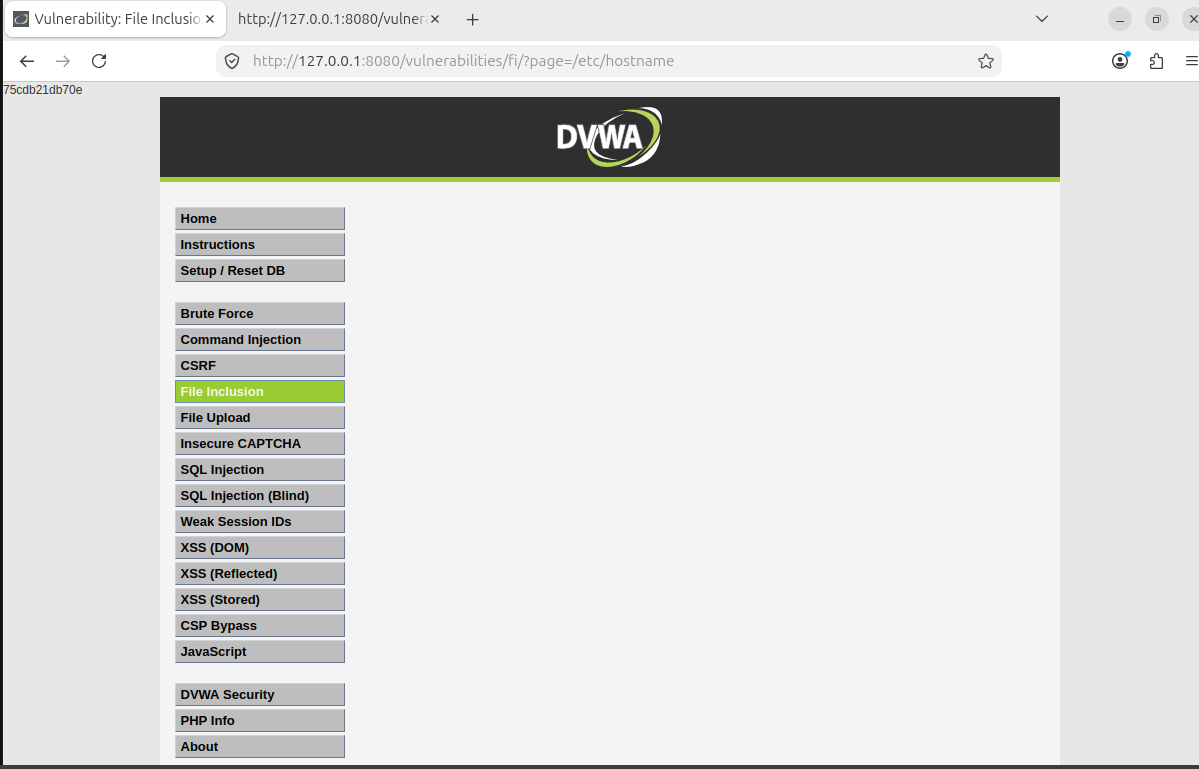 Vulnerability: File Inclusio
http://127.0.0.1:8080/vulner
http://127.0.0.1:8080/vulnerabilities/fi/?page=/etc/hostname
75cdb21db70e
DVWA
Home
Instructions
Setup / Reset DB
Brute Force
Command Injection
CSRF
File Inclusion
File Upload
Insecure CAPTCHA
SQL Injection
SQL Injection (Blind)
Weak Session IDs
XSS (DOM)
XSS (Reflected)
XSS (Stored)
CSP Bypass
JavaScript
DVWA Security
PHP Info
About